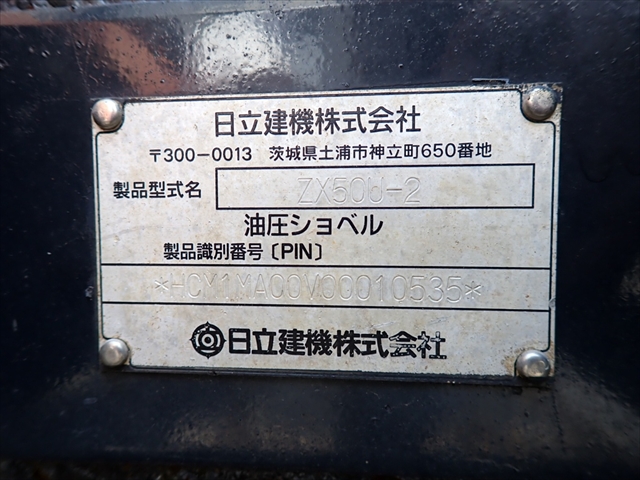 日立建機株式会社
〒300-0013 茨城県土浦市神立町650番地
製品型式名 ZX50U-2
油圧ショベル
製品識別番号〔PIN〕
*HCM1MA00V00010535*
日立建機株式会社